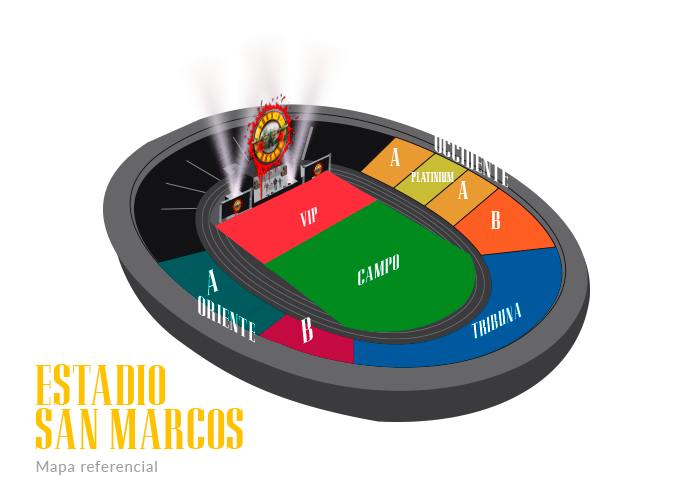 OCCIDENTE
A
PLATINIUM
A
B
VIP
CAMPO
A
ORIENTE
B
TRIBUNA
ESTADIO
SAN MARCOS
Mapa referencial